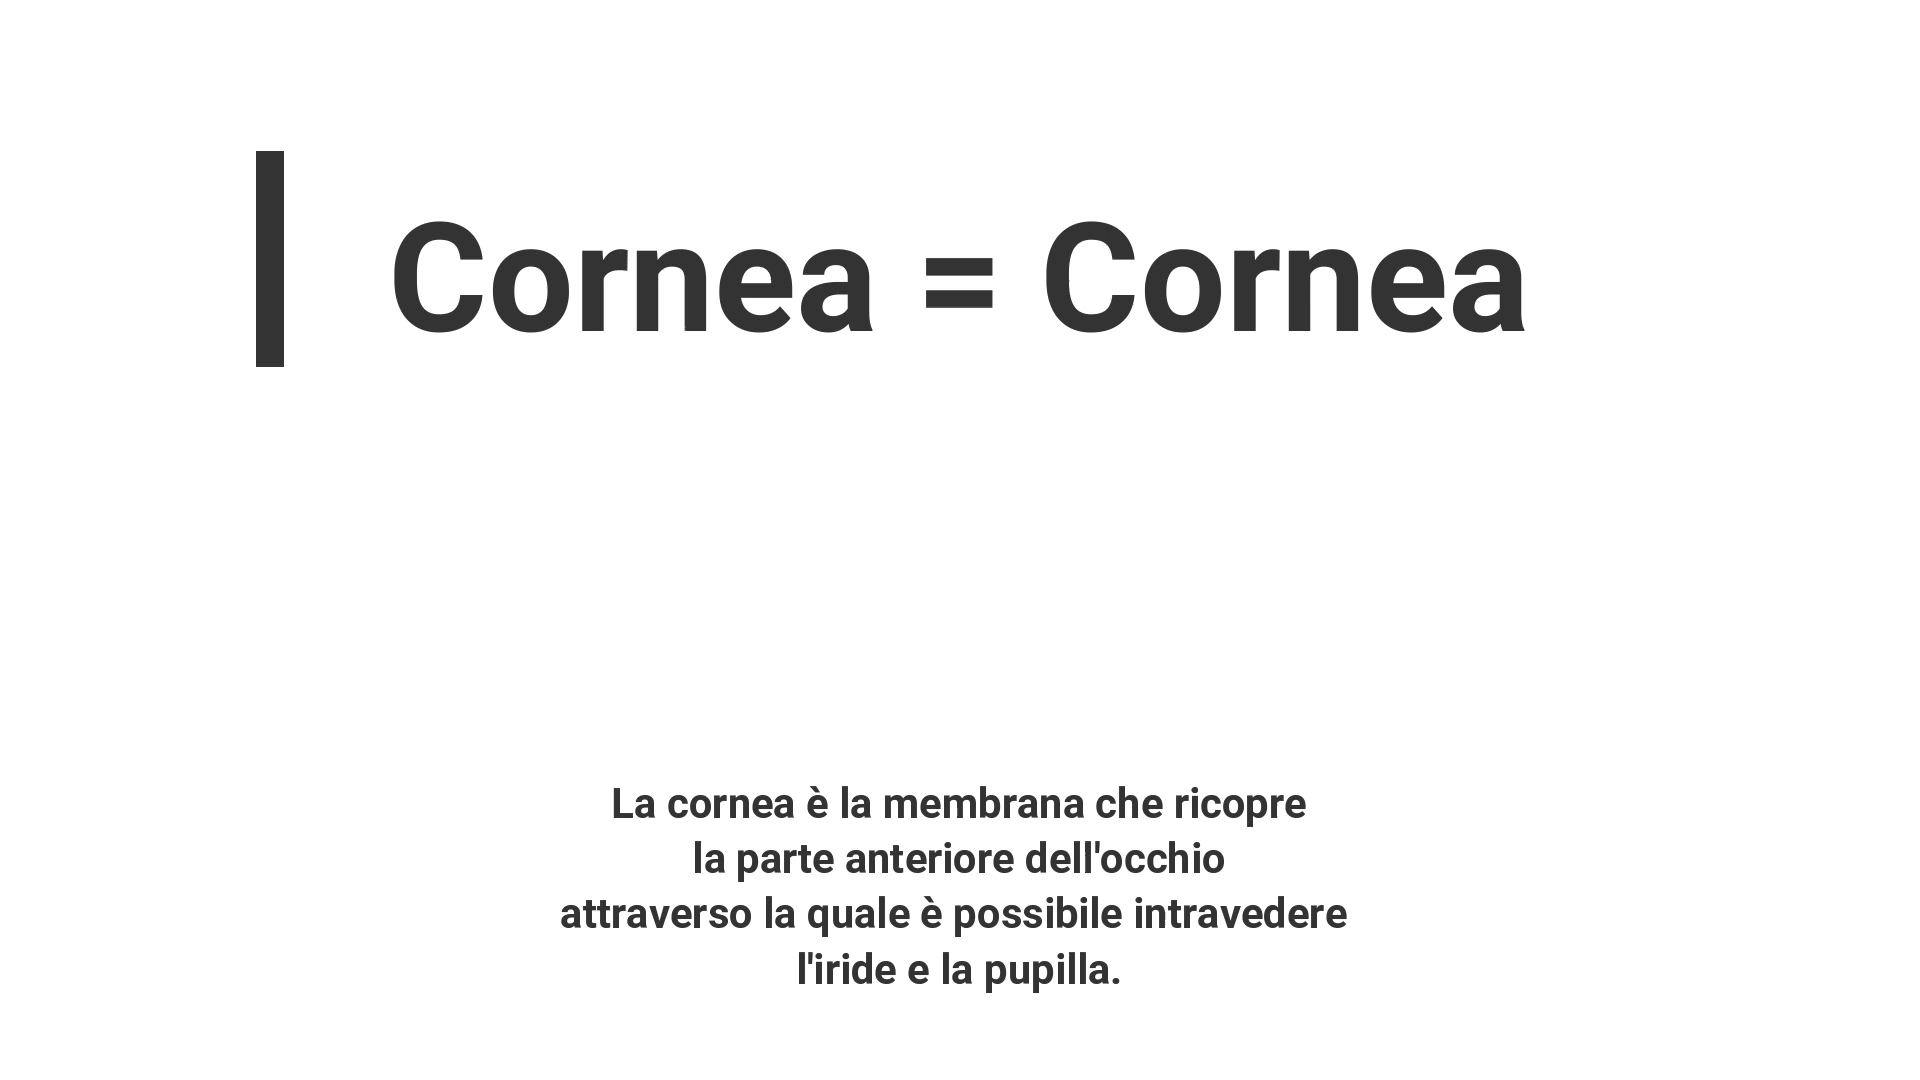 Cornea = Cornea
La cornea è la membrana che ricopre
la parte anteriore dell'occhio
attraverso la quale è possibile intravedere
l'iride e la pupilla.